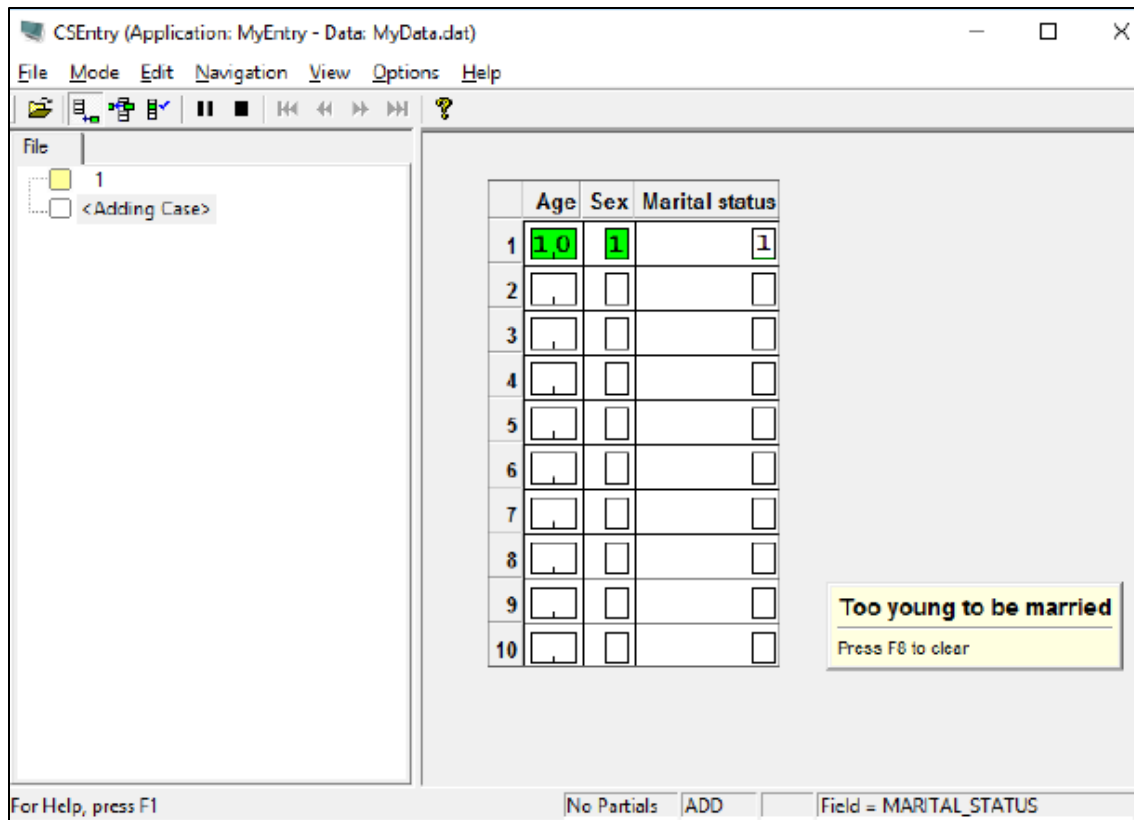 CSEntry (Application: MyEntry - Data: MyData.dat)
File Mode Edit Navigation View Options Help
File
1
<Adding Case>
Age Sex Marital status
1 10 1 1
2
3
4
5
6
7
8
9
10
Too young to be married
Press F8 to clear
For Help, press F1 No Partials ADD Field = MARITAL_STATUS